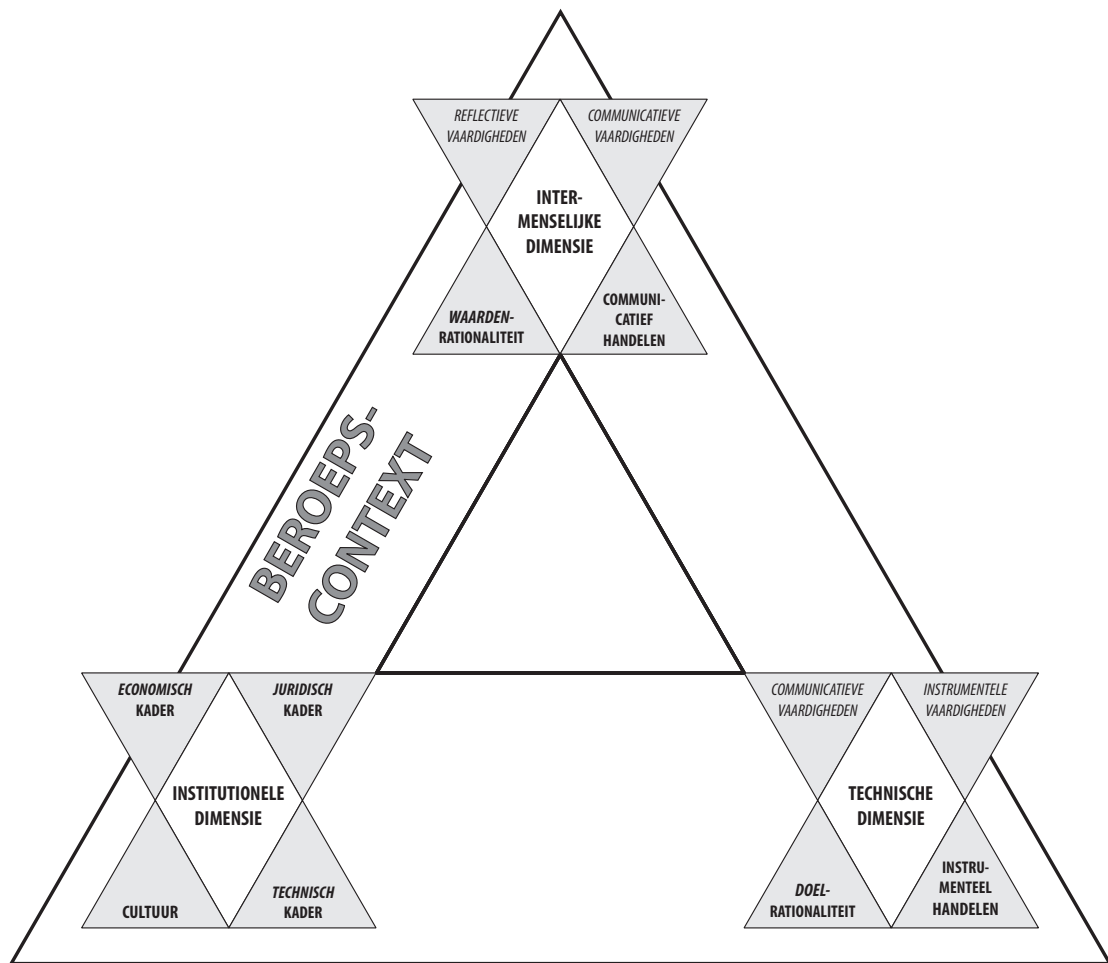 REFLECTIEVE
VAARDIGHEDEN
COMMUNICATIEVE
VAARDIGHEDEN
INTER-
MENSELIJKE
DIMENSIE
WAARDEN-
RATIONALITEIT
COMMUNI-
CATIEF
HANDELEN
BEROEPS-
CONTEXT
ECONOMISCH
KADER
JURIDISCH
KADER
INSTITUTIONELE
DIMENSIE
CULTUUR
TECHNISCH
KADER
COMMUNICATIEVE
VAARDIGHEDEN
INSTRUMENTELE
VAARDIGHEDEN
TECHNISCHE
DIMENSIE
DOEL-
RATIONALITEIT
INSTRU-
MENTEEL
HANDELEN